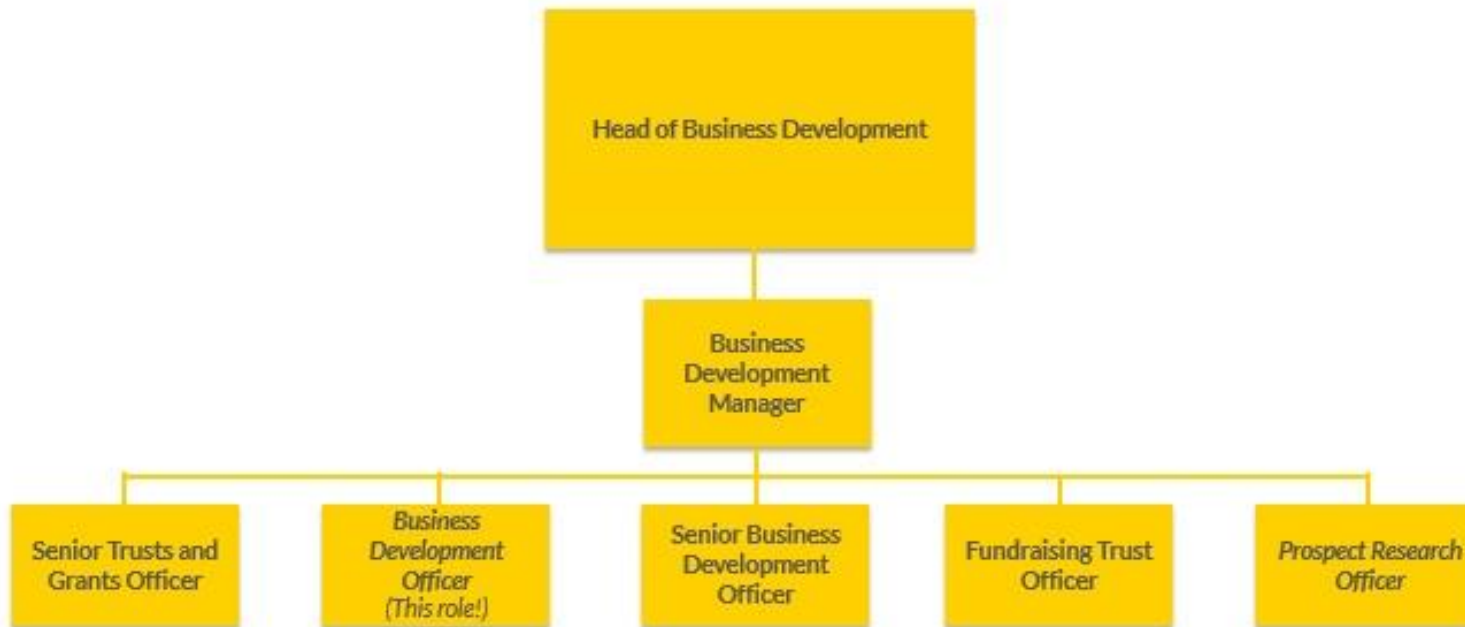 Head of Business Development
Business
Development
Manager
Senior Trusts and
Grants Officer
Business
Development
Officer
(This role!)
Senior Business
Development
Officer
Fundraising Trust
Officer
Prospect Research
Officer